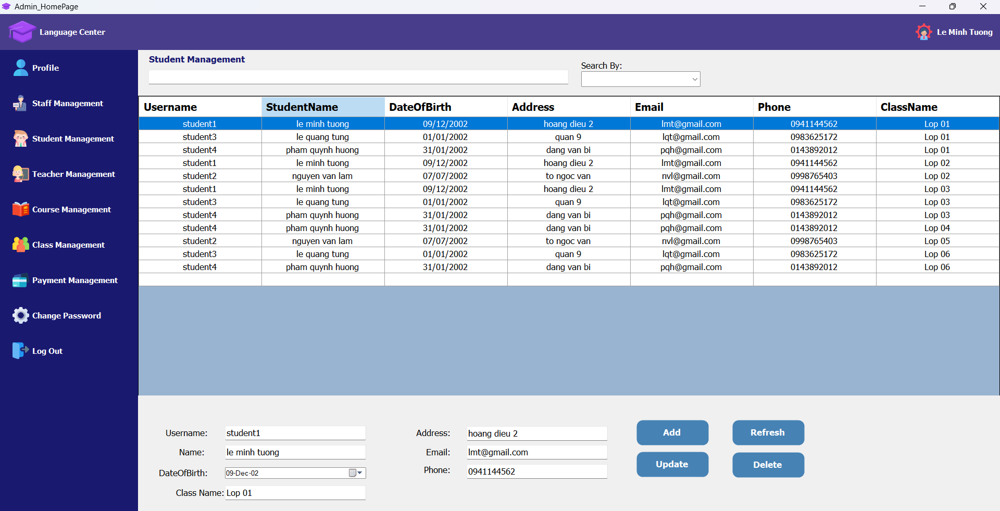 Admin_HomePage
Language Center
Le Minh Tuong
Profile
Staff Management
Student Management
Teacher Management
Course Management
Class Management
Payment Management
Change Password
Log Out
Student Management
Search By:
Username StudentName DateOfBirth Address Email Phone ClassName
student1 le minh tuong 09/12/2002 hoang dieu 2 lmt@gmail.com 0941144562 Lop 01
student3 le quang tung 01/01/2002 quan 9 lqt@gmail.com 0983625172 Lop 01
student4 pham quynh huong 31/01/2002 dang van bi pqh@gmail.com 0143892012 Lop 01
student1 le minh tuong 09/12/2002 hoang dieu 2 lmt@gmail.com 0941144562 Lop 02
student2 nguyen van lam 07/07/2002 to ngoc van nvl@gmail.com 0998765403 Lop 02
student1 le minh tuong 09/12/2002 hoang dieu 2 lmt@gmail.com 0941144562 Lop 03
student3 le quang tung 01/01/2002 quan 9 lqt@gmail.com 0983625172 Lop 03
student4 pham quynh huong 31/01/2002 dang van bi pqh@gmail.com 0143892012 Lop 03
student4 pham quynh huong 31/01/2002 dang van bi pqh@gmail.com 0143892012 Lop 04
student2 nguyen van lam 07/07/2002 to ngoc van nvl@gmail.com 0998765403 Lop 05
student3 le quang tung 01/01/2002 quan 9 lqt@gmail.com 0983625172 Lop 06
student4 pham quynh huong 31/01/2002 dang van bi pqh@gmail.com 0143892012 Lop 06
Username: student1
Name: le minh tuong
DateOfBirth: 09-Dec-02
Class Name: Lop 01
Address: hoang dieu 2
Email: lmt@gmail.com
Phone: 0941144562
Add
Refresh
Update
Delete